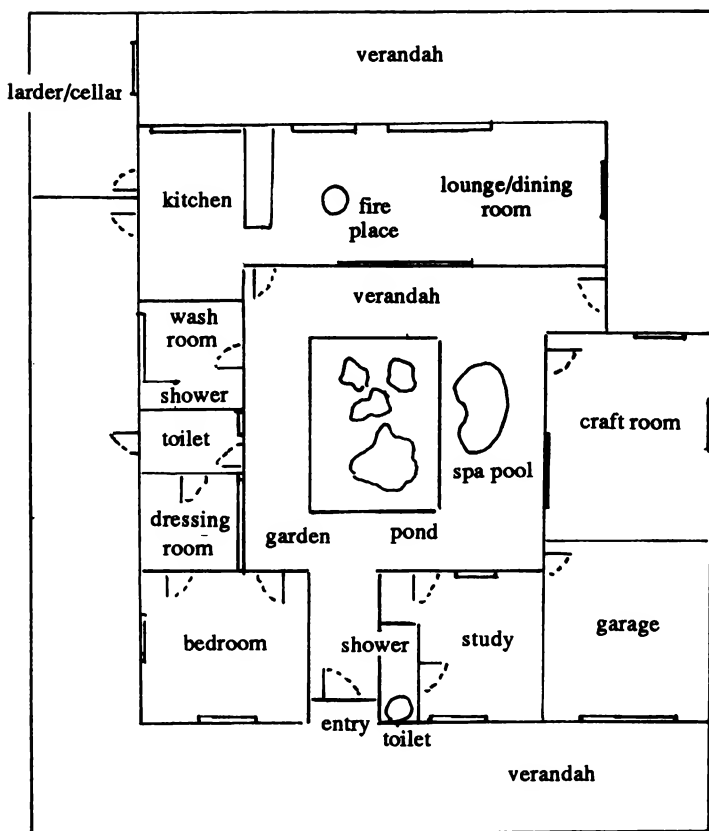 verandah
larder/cellar
kitchen
lounge/dining
room
fire
place
verandah
wash
room
shower
craft room
toilet
spa pool
dressing
room
garden
pond
bedroom
shower
study
garage
entry
toilet
verandah